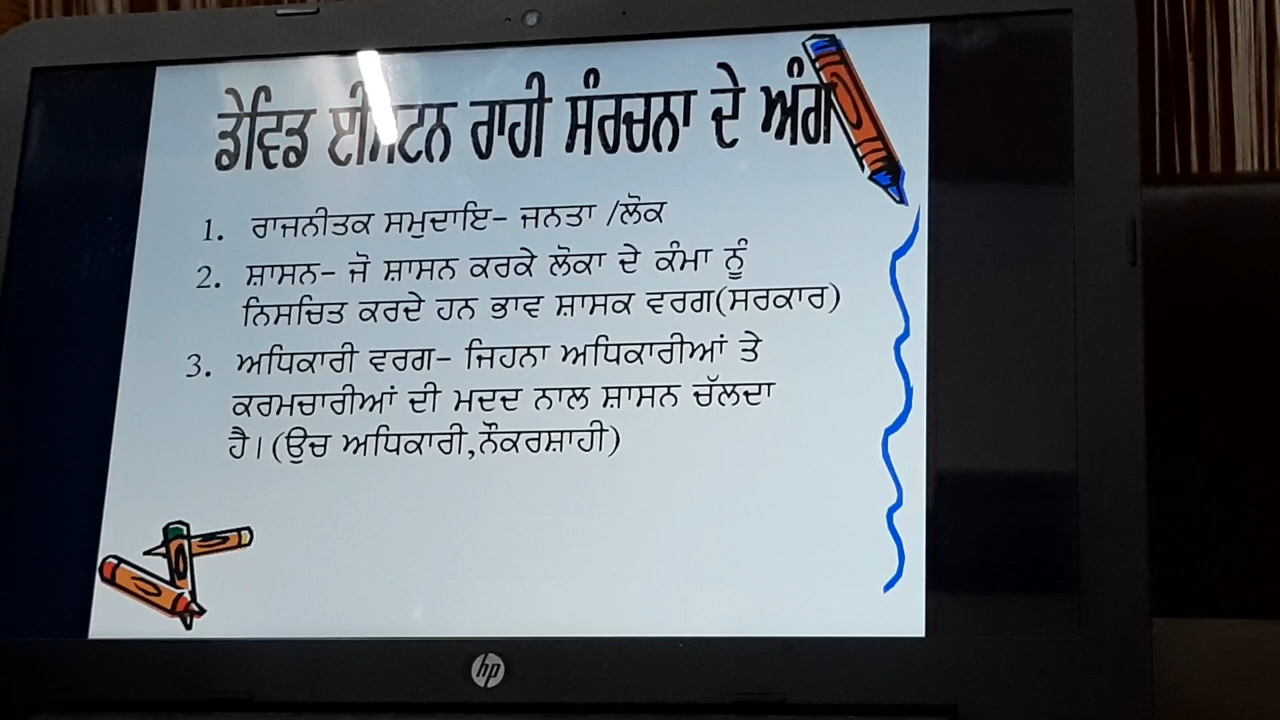 ਡੇਵਿਡ ਈਸਟਨ ਰਾਹੀ ਸੰਰਚਨਾ ਦੇ ਅੰਗ
1. ਰਾਜਨੀਤਕ ਸਮੁਦਾਇ- ਜਨਤਾ /ਲੋਕ
2. ਸ਼ਾਸਨ- ਜੋ ਸ਼ਾਸਨ ਕਰਕੇ ਲੋਕਾ ਦੇ ਕੰਮਾ ਨੂੰ
ਨਿਸਚਿਤ ਕਰਦੇ ਹਨ ਭਾਵ ਸ਼ਾਸਕ ਵਰਗ(ਸਰਕਾਰ)
3. ਅਧਿਕਾਰੀ ਵਰਗ- ਜਿਹਨਾ ਅਧਿਕਾਰੀਆਂ ਤੇ
ਕਰਮਚਾਰੀਆਂ ਦੀ ਮਦਦ ਨਾਲ ਸ਼ਾਸਨ ਚੱਲਦਾ
ਹੈ। (ਉਚ ਅਧਿਕਾਰੀ,ਨੌਕਰਸ਼ਾਹੀ)
hp